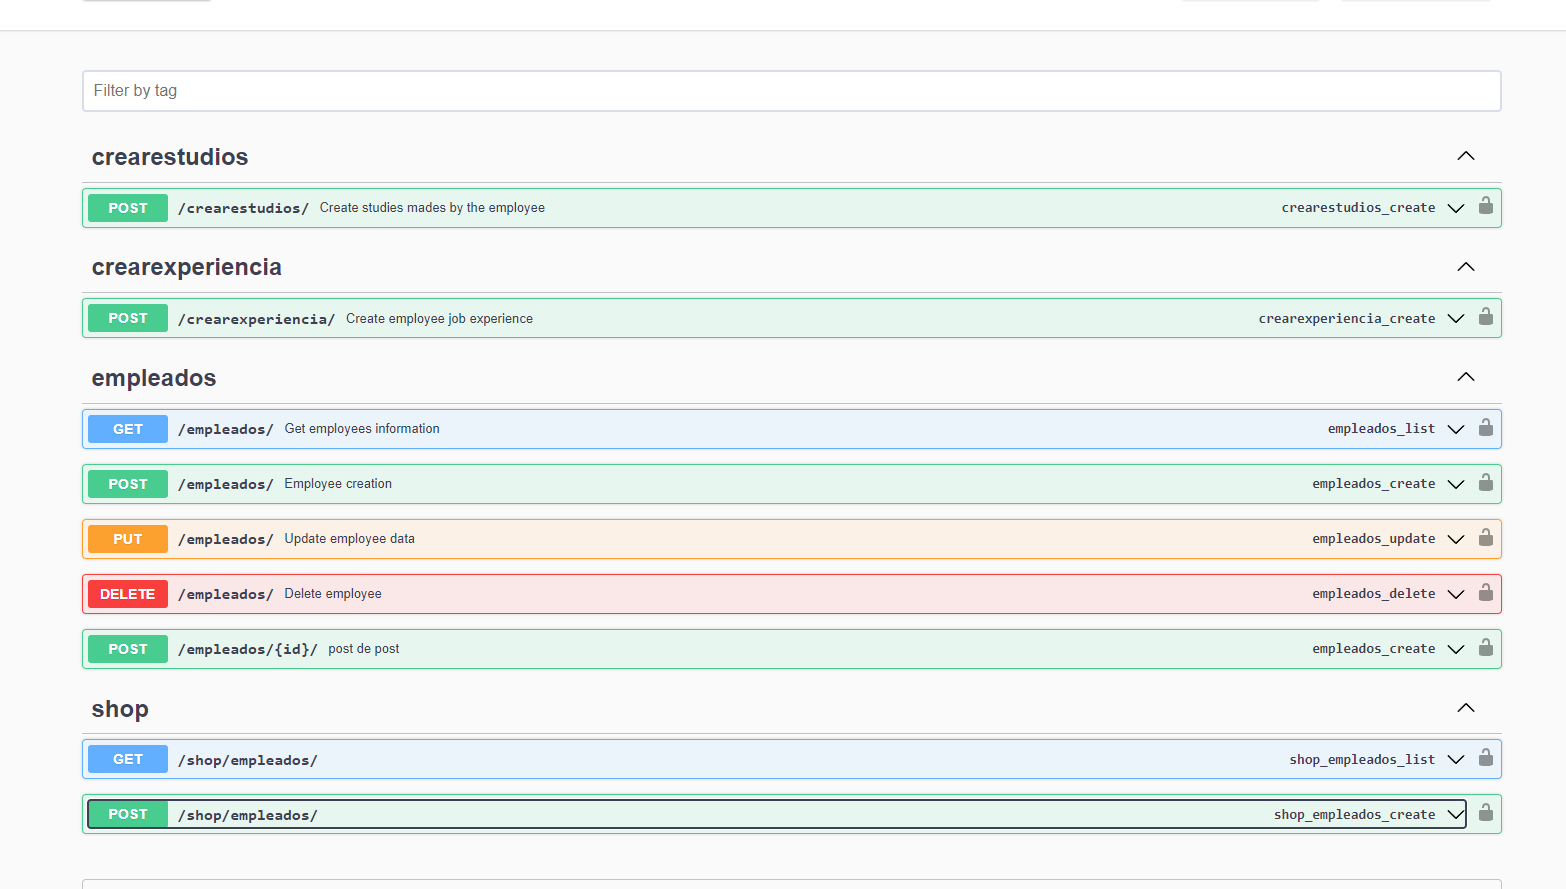 Filter by tag
crearestudios
POST /crearestudios/ Create studies mades by the employee crearestudios_create
crearexperiencia
POST /crearexperiencia/ Create employee job experience crearexperiencia_create
empleados
GET /empleados/ Get employees information empleados_list
POST /empleados/ Employee creation empleados_create
PUT /empleados/ Update employee data empleados_update
DELETE /empleados/ Delete employee empleados_delete
POST /empleados/{id}/ post de post empleados_create
shop
GET /shop/empleados/ shop_empleados_list
POST /shop/empleados/ shop_empleados_create